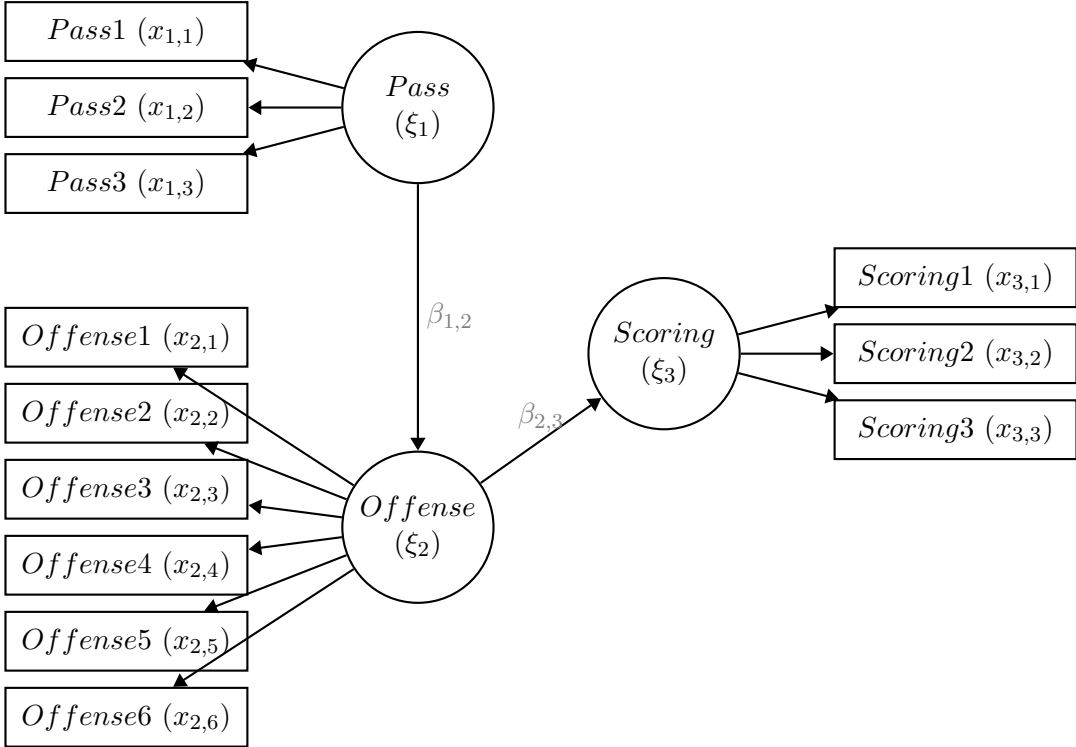 Pass1 (x₁,₁)
Pass2 (x₁,₂)
Pass3 (x₁,₃)
Pass
(ξ₁)
β₁,₂
Offense1 (x₂,₁)
Offense2 (x₂,₂)
Offense3 (x₂,₃)
Offense4 (x₂,₄)
Offense5 (x₂,₅)
Offense6 (x₂,₆)
Offense
(ξ₂)
β₂,₃
Scoring
(ξ₃)
Scoring1 (x₃,₁)
Scoring2 (x₃,₂)
Scoring3 (x₃,₃)